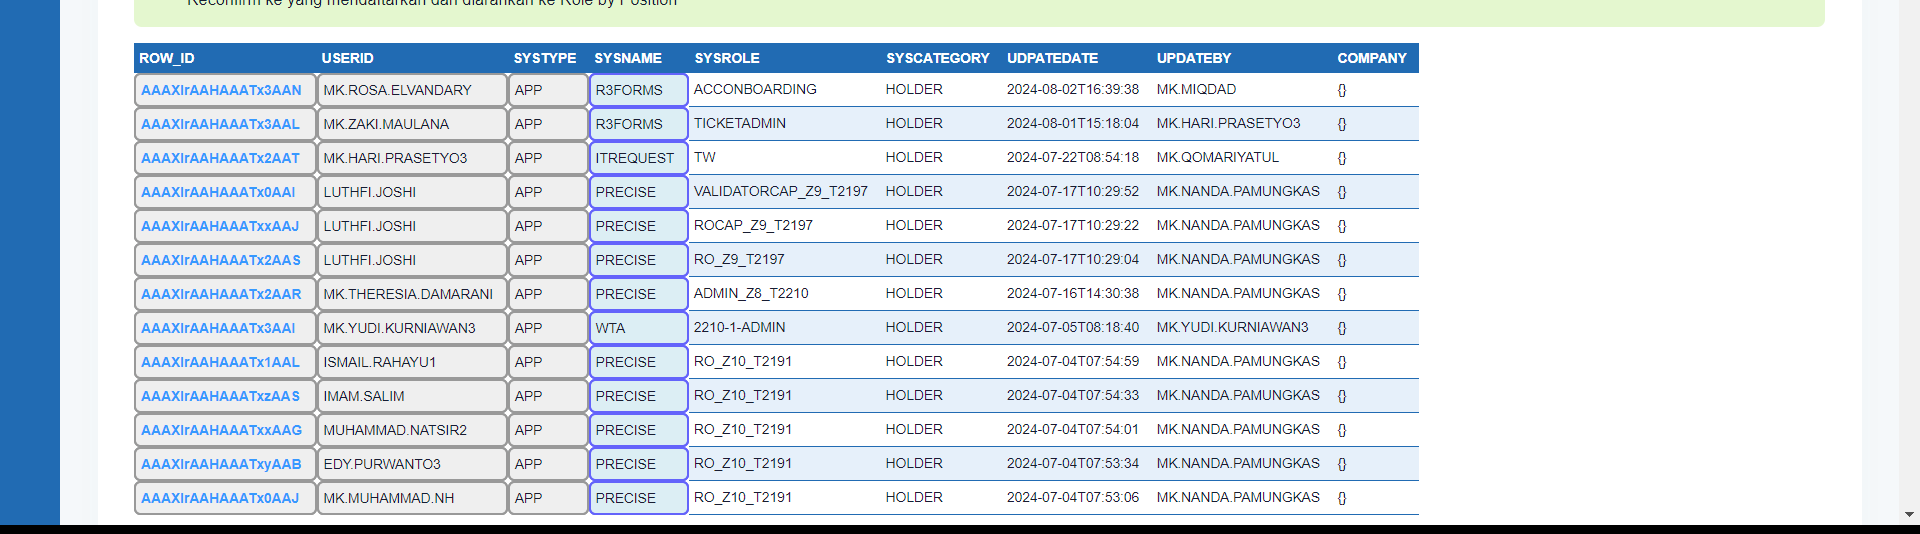 Reconfirm ke yang mendaftarkan dan diarahkan ke Role by Position
ROW_ID USERID SYSTYPE SYSNAME SYSROLE SYSCATEGORY UDPATEDATE UPDATEBY COMPANY
AAAXIrAAHAAATx3AAN MK.ROSA.ELVANDARY APP R3FORMS ACCONBOARDING HOLDER 2024-08-02T16:39:38 MK.MIQDAD {}
AAAXIrAAHAAATx3AAL MK.ZAKI.MAULANA APP R3FORMS TICKETADMIN HOLDER 2024-08-01T15:18:04 MK.HARI.PRASETYO3 {}
AAAXIrAAHAAATx2AAT MK.HARI.PRASETYO3 APP ITREQUEST TW HOLDER 2024-07-22T08:54:18 MK.QOMARIYATUL {}
AAAXIrAAHAAATx0AAI LUTHFI.JOSHI APP PRECISE VALIDATORCAP_Z9_T2197 HOLDER 2024-07-17T10:29:52 MK.NANDA.PAMUNGKAS {}
AAAXIrAAHAAATxxAAJ LUTHFI.JOSHI APP PRECISE ROCAP_Z9_T2197 HOLDER 2024-07-17T10:29:22 MK.NANDA.PAMUNGKAS {}
AAAXIrAAHAAATx2AAS LUTHFI.JOSHI APP PRECISE RO_Z9_T2197 HOLDER 2024-07-17T10:29:04 MK.NANDA.PAMUNGKAS {}
AAAXIrAAHAAATx2AAR MK.THERESIA.DAMARANI APP PRECISE ADMIN_Z8_T2210 HOLDER 2024-07-16T14:30:38 MK.NANDA.PAMUNGKAS {}
AAAXIrAAHAAATx3AAI MK.YUDI.KURNIAWAN3 APP WTA 2210-1-ADMIN HOLDER 2024-07-05T08:18:40 MK.YUDI.KURNIAWAN3 {}
AAAXIrAAHAAATx1AAL ISMAIL.RAHAYU1 APP PRECISE RO_Z10_T2191 HOLDER 2024-07-04T07:54:59 MK.NANDA.PAMUNGKAS {}
AAAXIrAAHAAATxzAAS IMAM.SALIM APP PRECISE RO_Z10_T2191 HOLDER 2024-07-04T07:54:33 MK.NANDA.PAMUNGKAS {}
AAAXIrAAHAAATxxAAG MUHAMMAD.NATSIR2 APP PRECISE RO_Z10_T2191 HOLDER 2024-07-04T07:54:01 MK.NANDA.PAMUNGKAS {}
AAAXIrAAHAAATxyAAB EDY.PURWANTO3 APP PRECISE RO_Z10_T2191 HOLDER 2024-07-04T07:53:34 MK.NANDA.PAMUNGKAS {}
AAAXIrAAHAAATx0AAJ MK.MUHAMMAD.NH APP PRECISE RO_Z10_T2191 HOLDER 2024-07-04T07:53:06 MK.NANDA.PAMUNGKAS {}